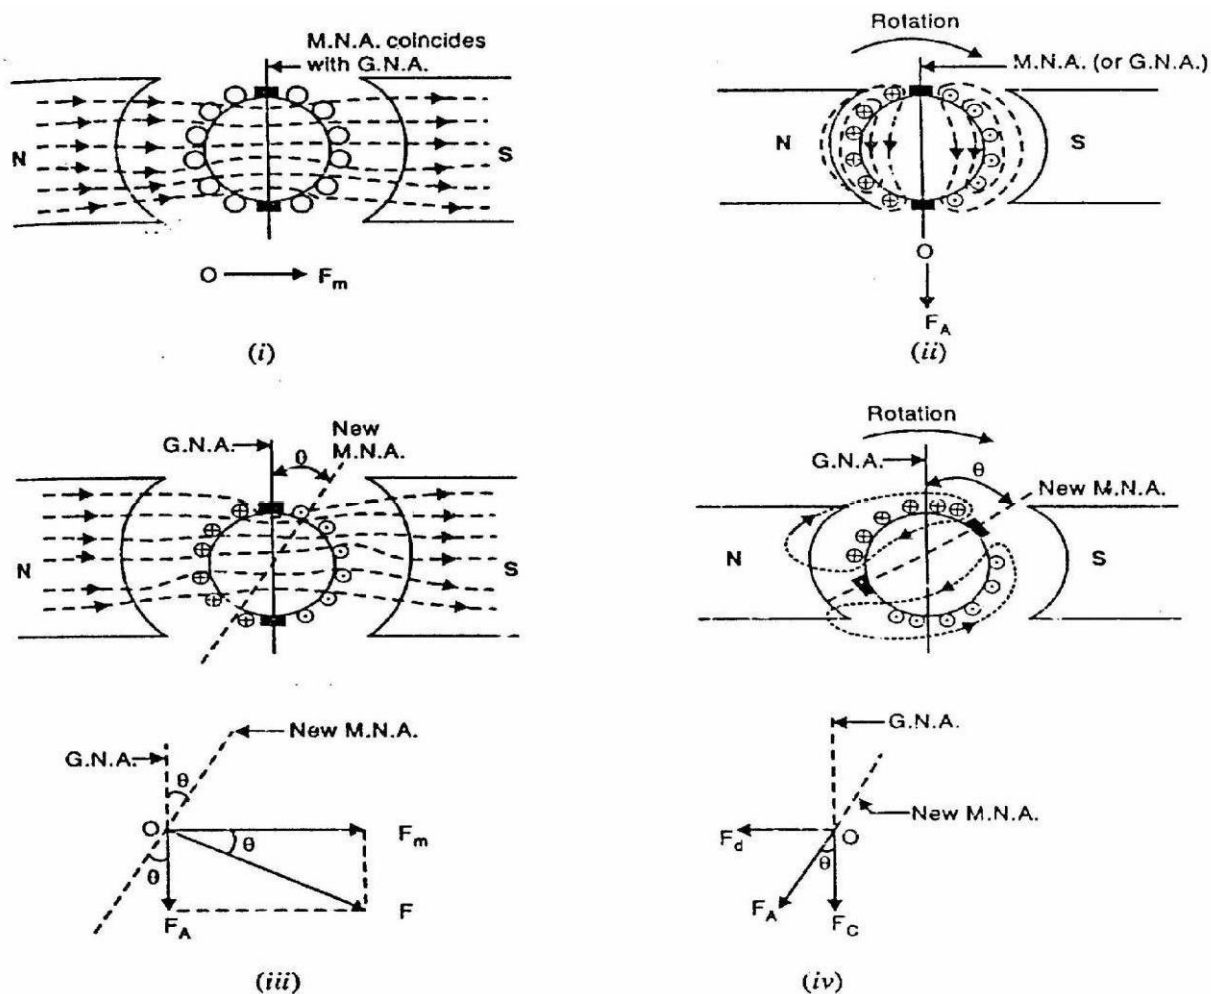 M.N.A. coincides
with G.N.A.
N
S
O
F_m
(i)
Rotation
M.N.A. (or G.N.A.)
N
S
O
F_A
(ii)
New
M.N.A.
G.N.A.
θ
N
S
New M.N.A.
G.N.A.
θ
O
F_m
θ
θ
F_A
F
(iii)
Rotation
G.N.A.
θ
New M.N.A.
N
S
G.N.A.
New M.N.A.
F_d
O
θ
F_A
F_C
(iv)